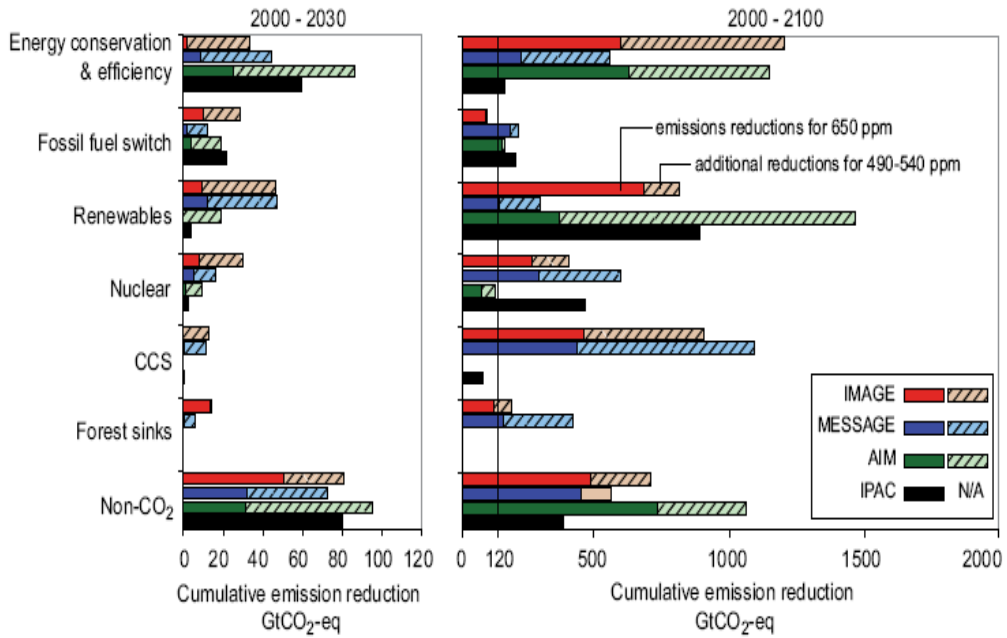 2000 - 2030
2000 - 2100
Energy conservation
& efficiency
Fossil fuel switch
Renewables
Nuclear
CCS
Forest sinks
Non-CO₂
emissions reductions for 650 ppm
additional reductions for 490-540 ppm
IMAGE
MESSAGE
AIM
IPAC N/A
0 20 40 60 80 100 120
0 120 500 1000 1500 2000
Cumulative emission reduction
GtCO₂-eq
Cumulative emission reduction
GtCO₂-eq